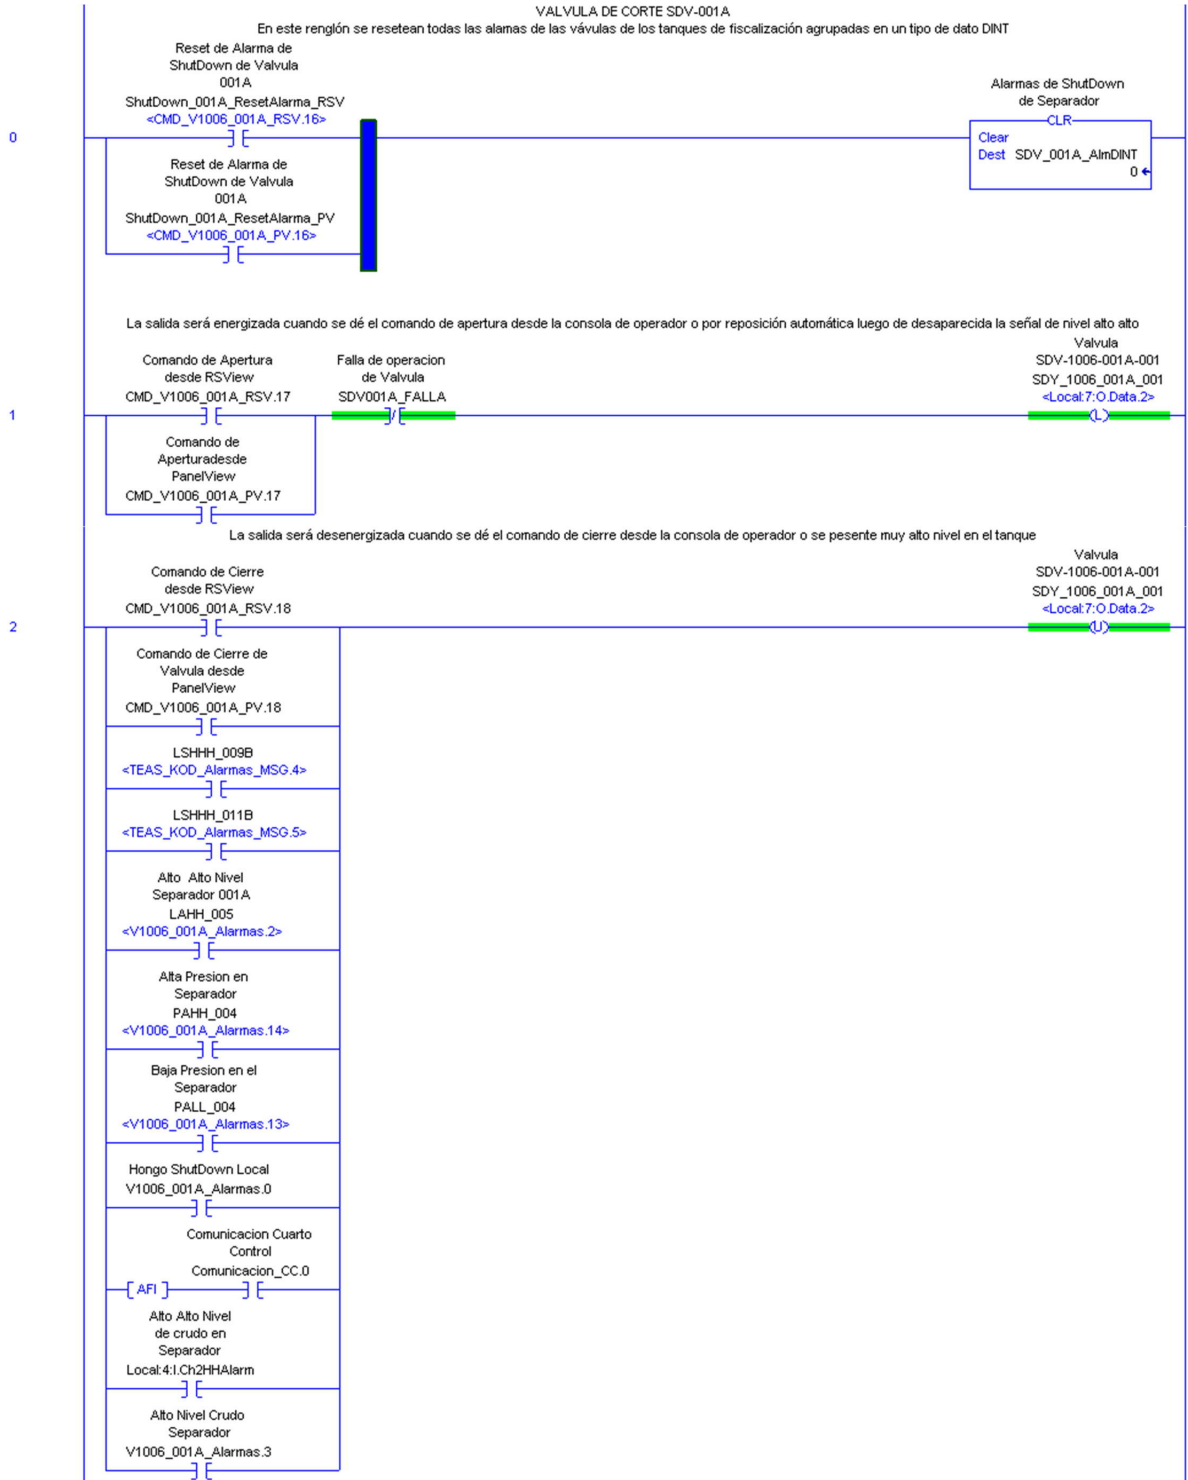 VALVULA DE CORTE SDV-001A
En este renglón se resetean todas las alamas de las vávulas de los tanques de fiscalización agrupadas en un tipo de dato DINT
0
Reset de Alarma de
ShutDown de Valvula
001A
ShutDown_001A_ResetAlarma_RSV
<CMD_V1006_001A_RSV.16>
Reset de Alarma de
ShutDown de Valvula
001A
ShutDown_001A_ResetAlarma_PV
<CMD_V1006_001A_PV.16>
Alarmas de ShutDown
de Separador
CLR
Clear
Dest SDV_001A_AlmDINT
0
La salida será energizada cuando se dé el comando de apertura desde la consola de operador o por reposición automática luego de desaparecida la señal de nivel alto alto
1
Comando de Apertura
desde RSView
CMD_V1006_001A_RSV.17
Falla de operacion
de Valvula
SDV001A_FALLA
Valvula
SDV-1006-001A-001
SDY_1006_001A_001
<Local:7:O.Data.2>
L
Comando de
Aperturadesde
PanelView
CMD_V1006_001A_PV.17
La salida será desenergizada cuando se dé el comando de cierre desde la consola de operador o se pesente muy alto nivel en el tanque
2
Comando de Cierre
desde RSView
CMD_V1006_001A_RSV.18
Valvula
SDV-1006-001A-001
SDY_1006_001A_001
<Local:7:O.Data.2>
U
Comando de Cierre de
Valvula desde
PanelView
CMD_V1006_001A_PV.18
LSHHH_009B
<TEAS_KOD_Alarmas_MSG.4>
LSHHH_011B
<TEAS_KOD_Alarmas_MSG.5>
Alto Alto Nivel
Separador 001A
LAHH_005
<V1006_001A_Alarmas.2>
Alta Presion en
Separador
PAHH_004
<V1006_001A_Alarmas.14>
Baja Presion en el
Separador
PALL_004
<V1006_001A_Alarmas.13>
Hongo ShutDown Local
V1006_001A_Alarmas.0
Comunicacion Cuarto
Control
Comunicacion_CC.0
AFI
Alto Alto Nivel
de crudo en
Separador
Local:4:I.Ch2HHAlarm
Alto Nivel Crudo
Separador
V1006_001A_Alarmas.3